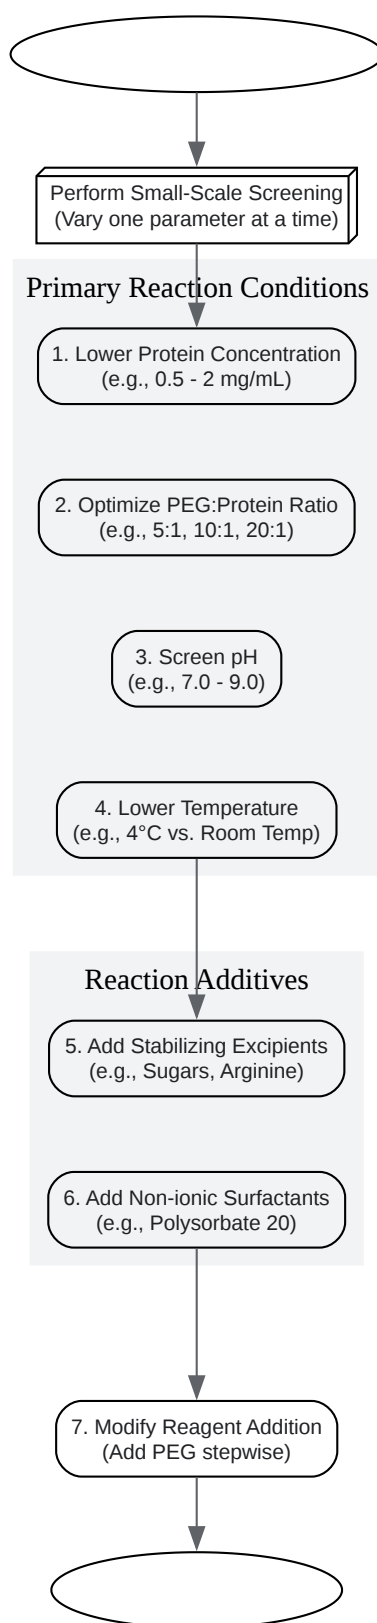 Perform Small-Scale Screening
(Vary one parameter at a time)
Primary Reaction Conditions
1. Lower Protein Concentration
(e.g., 0.5 - 2 mg/mL)
2. Optimize PEG:Protein Ratio
(e.g., 5:1, 10:1, 20:1)
3. Screen pH
(e.g., 7.0 - 9.0)
4. Lower Temperature
(e.g., 4°C vs. Room Temp)
Reaction Additives
5. Add Stabilizing Excipients
(e.g., Sugars, Arginine)
6. Add Non-ionic Surfactants
(e.g., Polysorbate 20)
7. Modify Reagent Addition
(Add PEG stepwise)